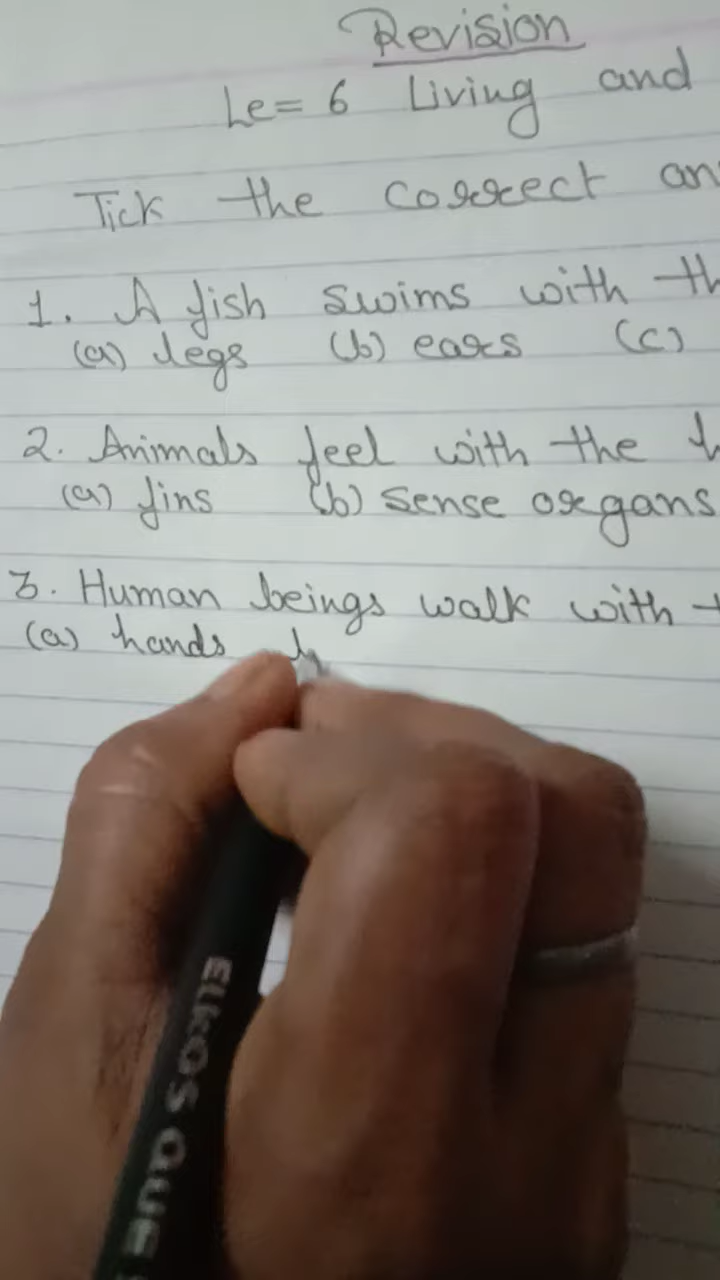 Revision
Le= 6 Living and
Tick the correct an
1. A fish swims with th
(a) legs (b) ears (c)
2. Animals feel with the h
(a) fins (b) sense organs
3. Human beings walk with t
(a) hands
ELKOS